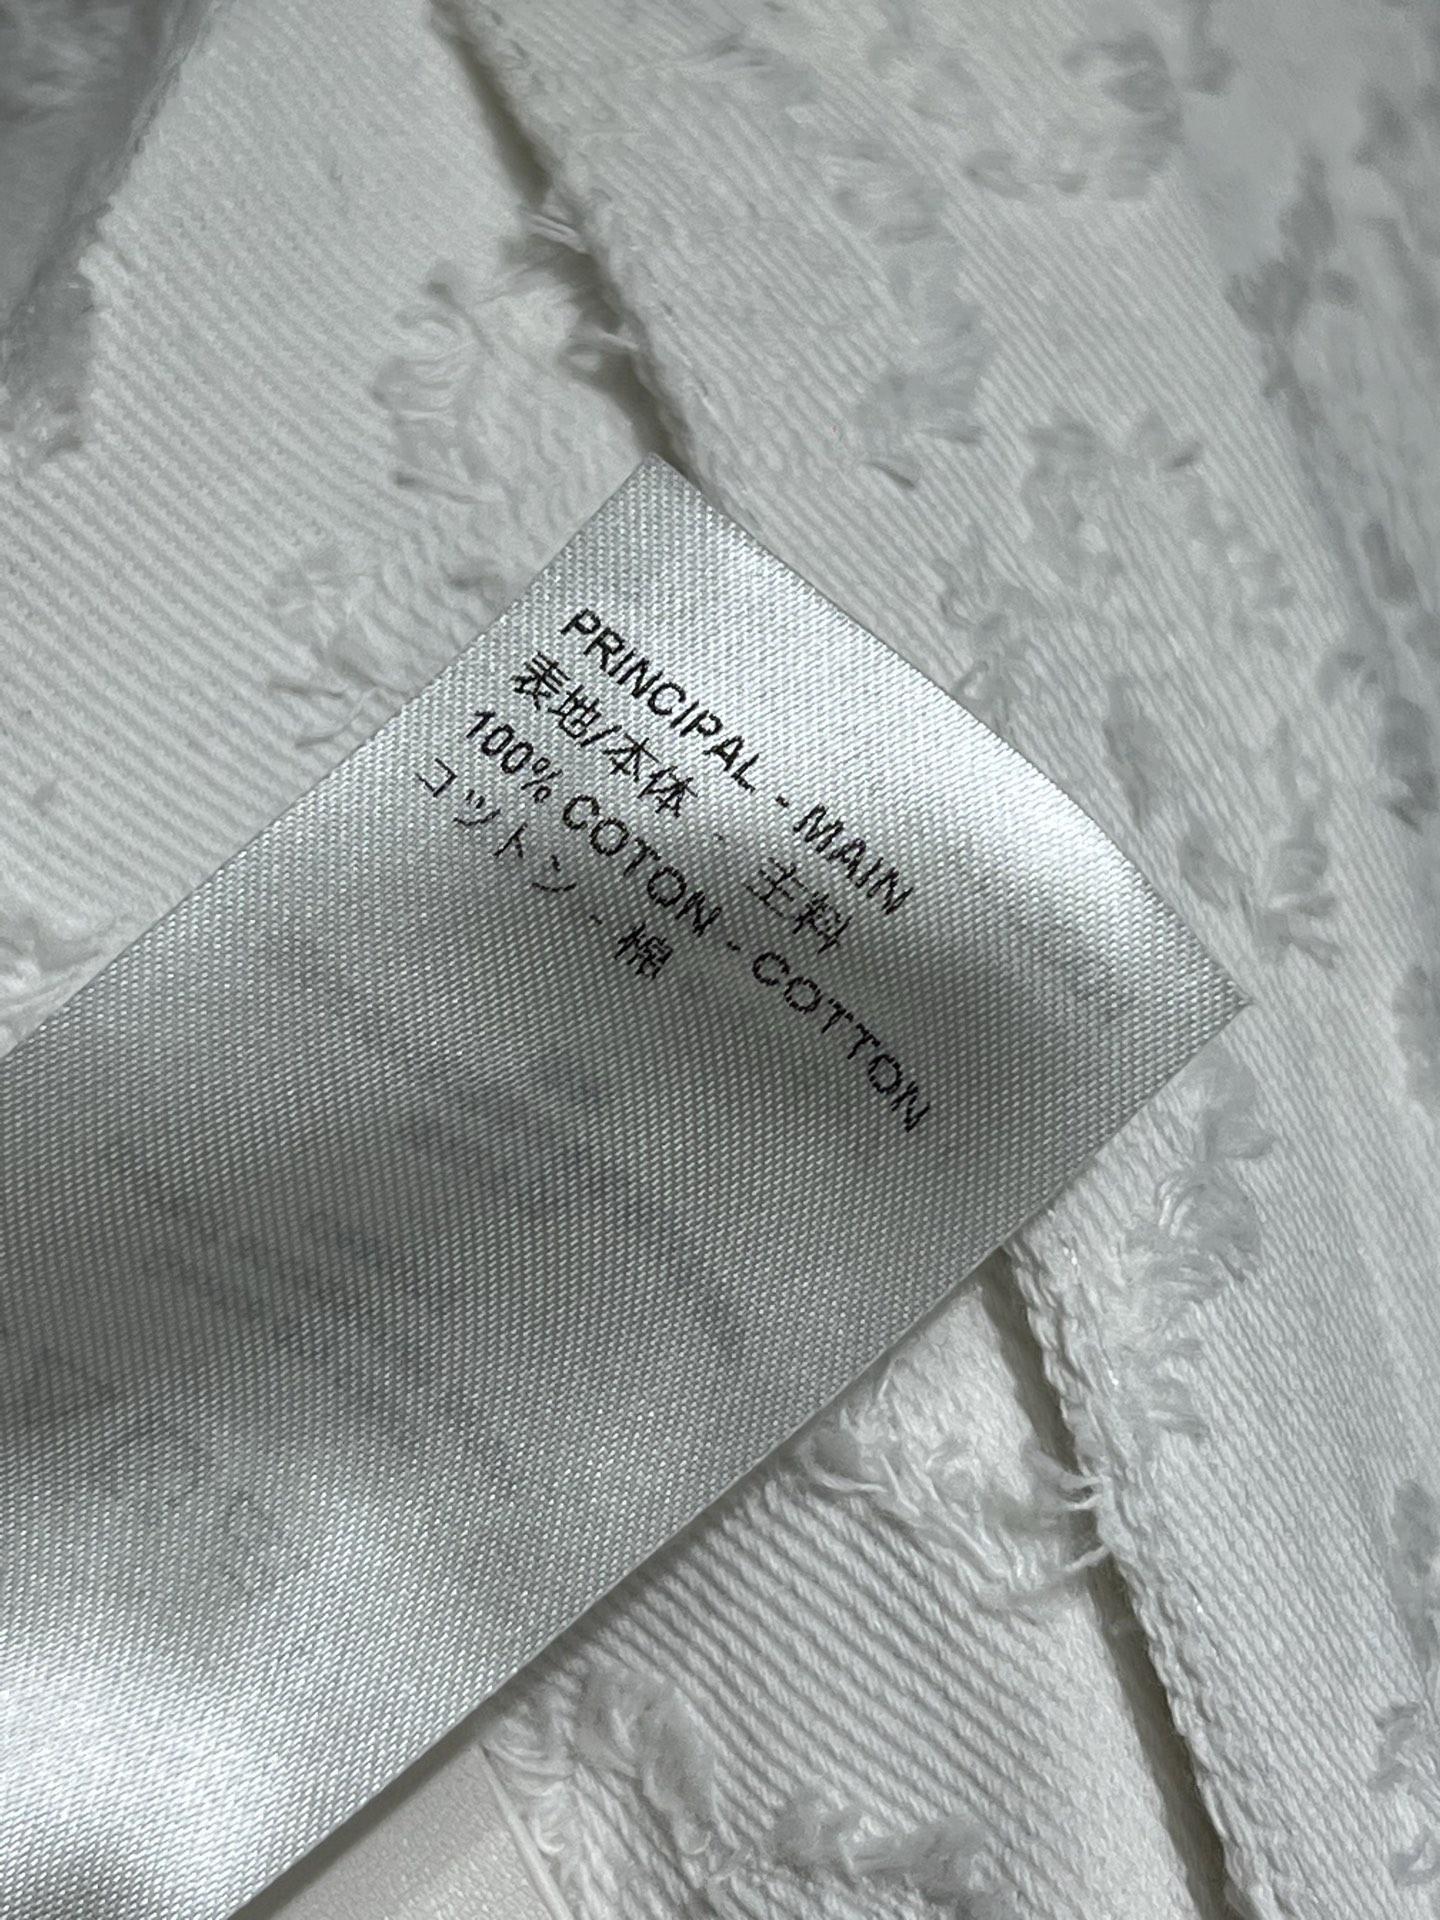 PRINCIPAL - MAIN
表地/本体 - 主料
100% COTON - COTTON
コットン - 棉